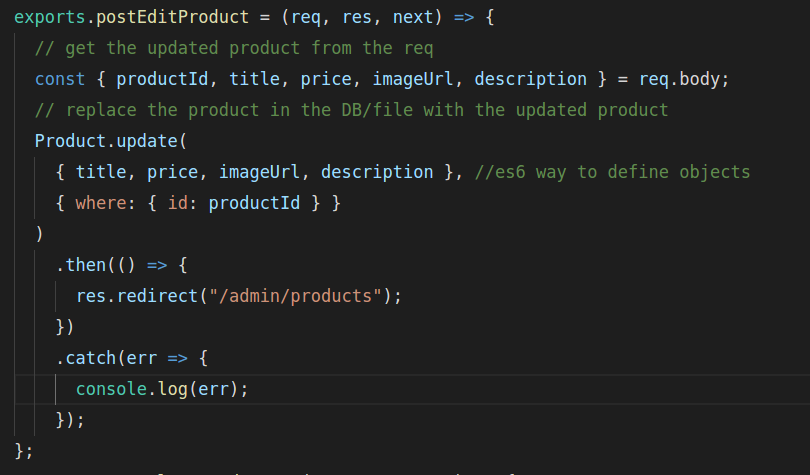 exports.postEditProduct = (req, res, next) => {
  // get the updated product from the req
  const { productId, title, price, imageUrl, description } = req.body;
  // replace the product in the DB/file with the updated product
  Product.update(
    { title, price, imageUrl, description }, //es6 way to define objects
    { where: { id: productId } }
  )
    .then(() => {
      res.redirect("/admin/products");
    })
    .catch(err => {
      console.log(err);
    });
};